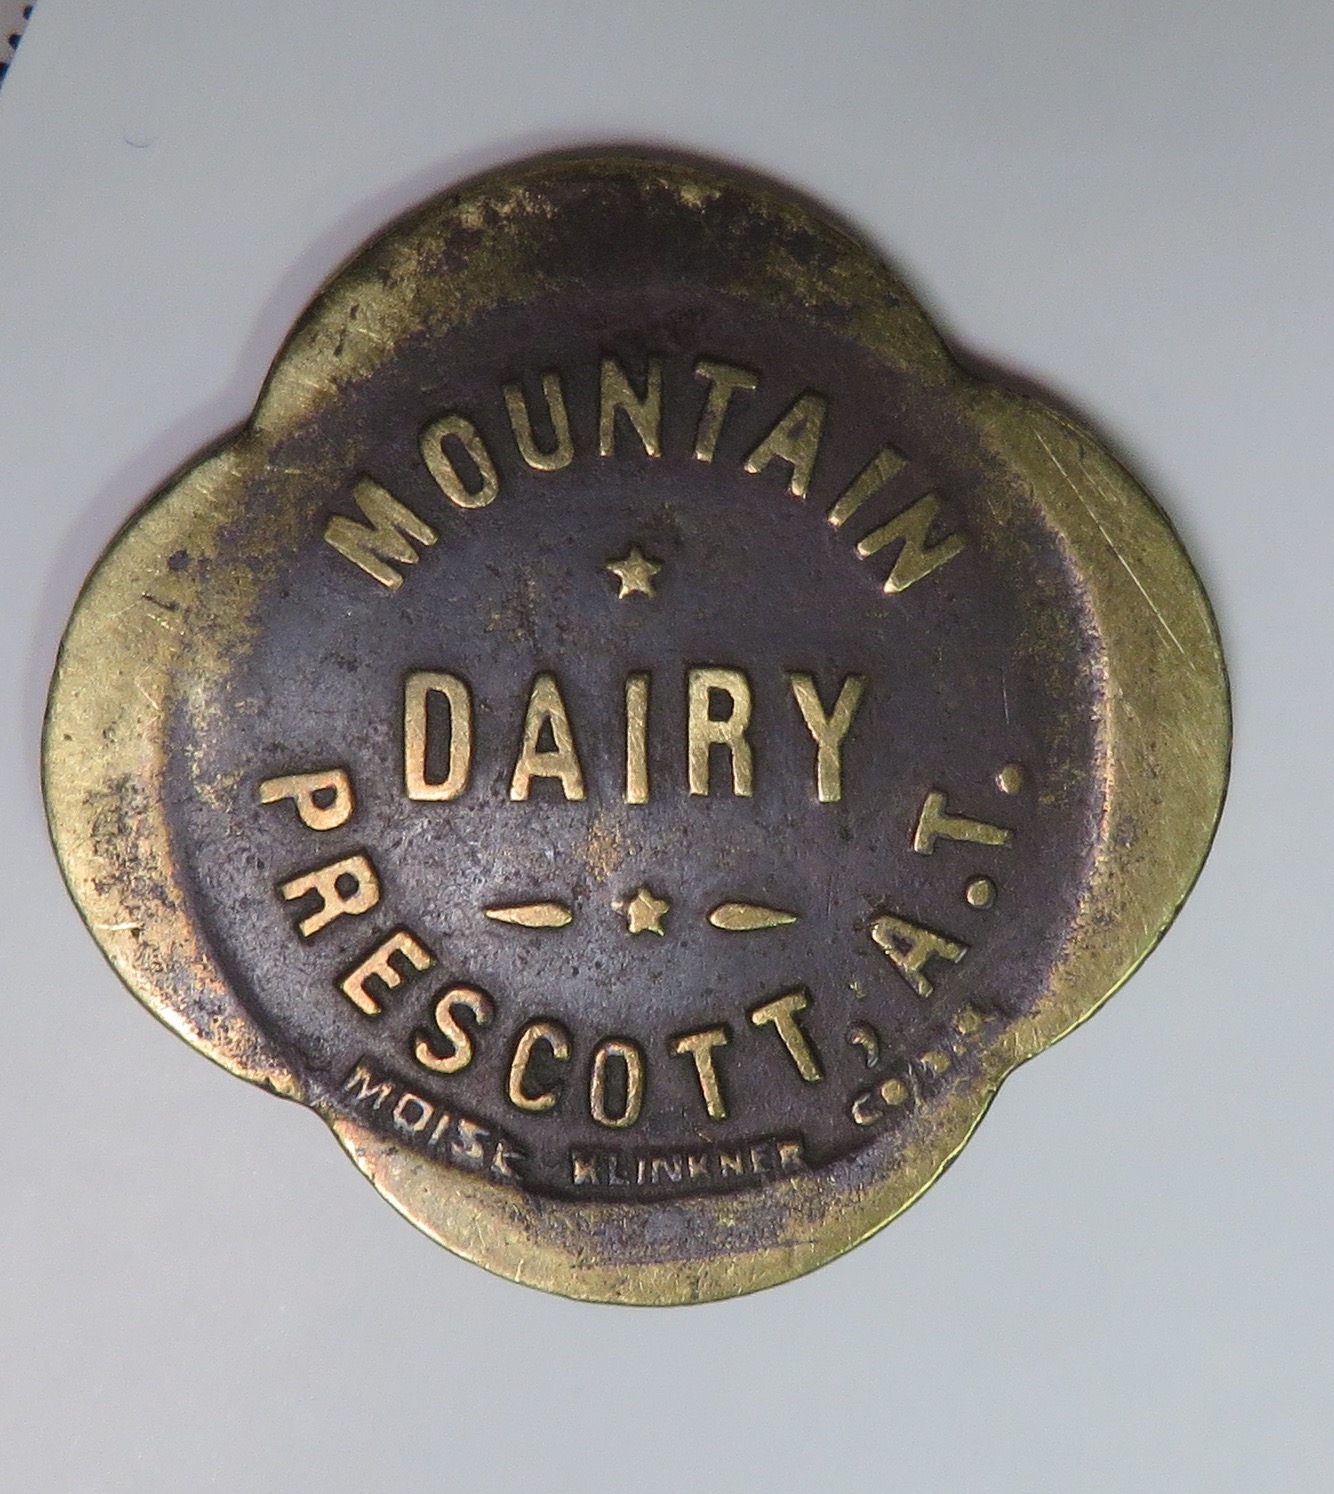 MOUNTAIN
DAIRY
PRESCOTT, A.T.
MOISE KLINKNER CO.